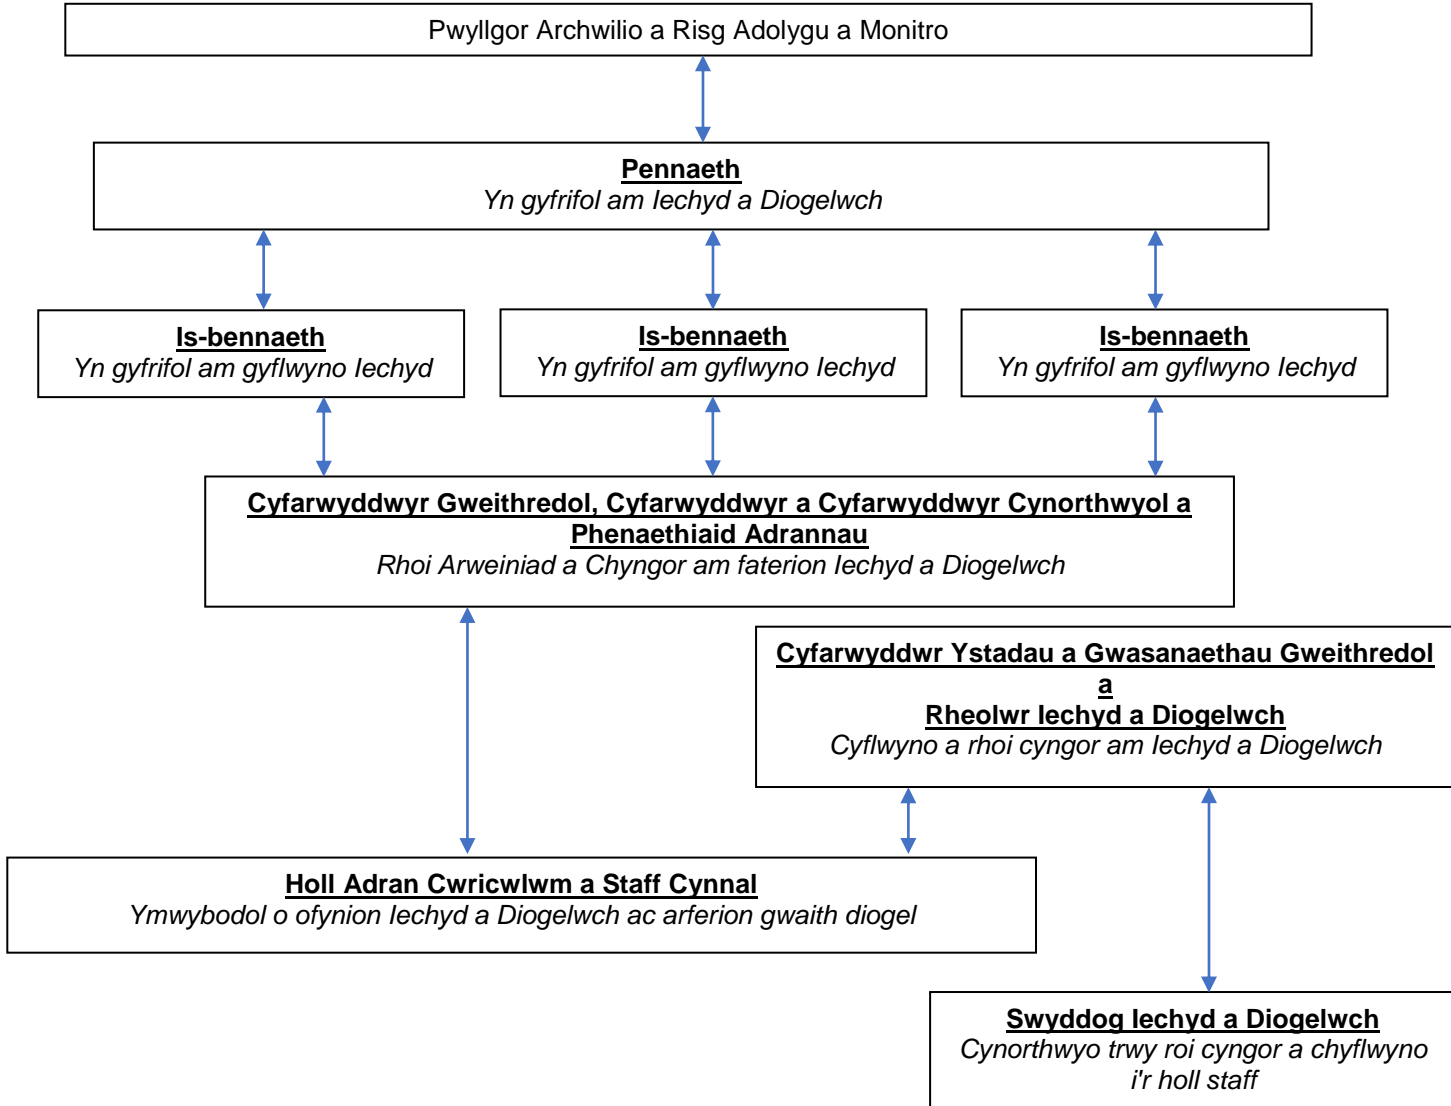 Pwyllgor Archwilio a Risg Adolygu a Monitro
Pennaeth
Yn gyfrifol am Iechyd a Diogelwch
Is-bennaeth
Yn gyfrifol am gyflwyno Iechyd
Is-bennaeth
Yn gyfrifol am gyflwyno Iechyd
Is-bennaeth
Yn gyfrifol am gyflwyno Iechyd
Cyfarwyddwyr Gweithredol, Cyfarwyddwyr a Cyfarwyddwyr Cynorthwyol a
Phenaethiaid Adrannau
Rhoi Arweiniad a Chyngor am faterion Iechyd a Diogelwch
Cyfarwyddwr Ystadau a Gwasanaethau Gweithredol
a
Rheolwr Iechyd a Diogelwch
Cyflwyno a rhoi cyngor am Iechyd a Diogelwch
Holl Adran Cwricwlwm a Staff Cynnal
Ymwybodol o ofynion Iechyd a Diogelwch ac arferion gwaith diogel
Swyddog Iechyd a Diogelwch
Cynorthwyo trwy roi cyngor a chyflwyno
i'r holl staff